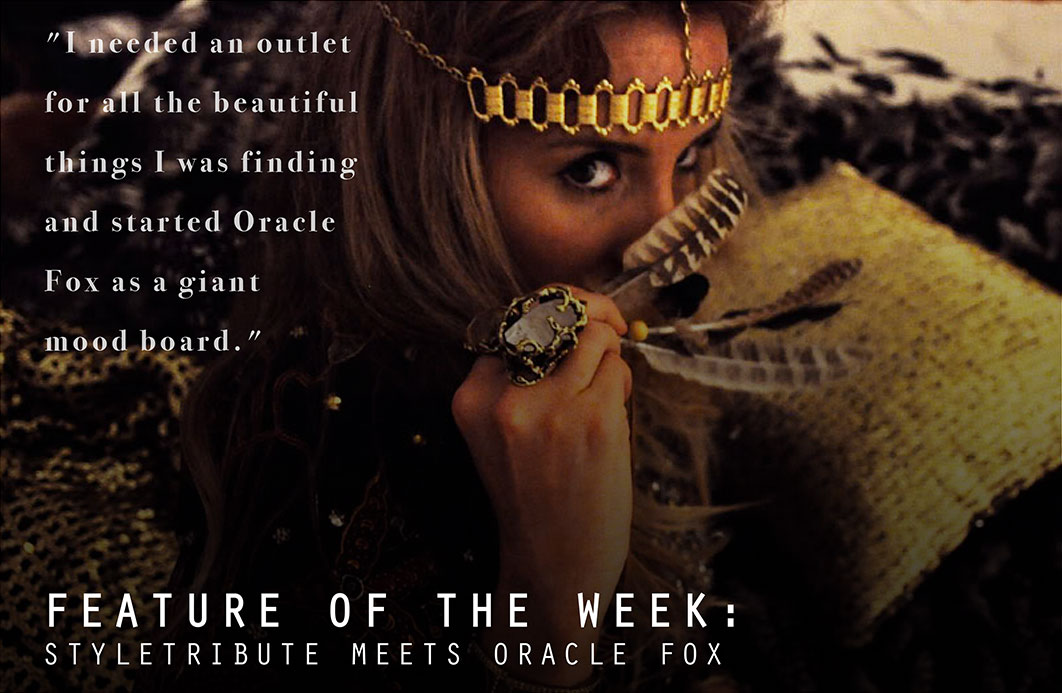 "I needed an outlet
for all the beautiful
things I was finding
and started Oracle
Fox as a giant
mood board."
FEATURE OF THE WEEK:
STYLETRIBUTE MEETS ORACLE FOX